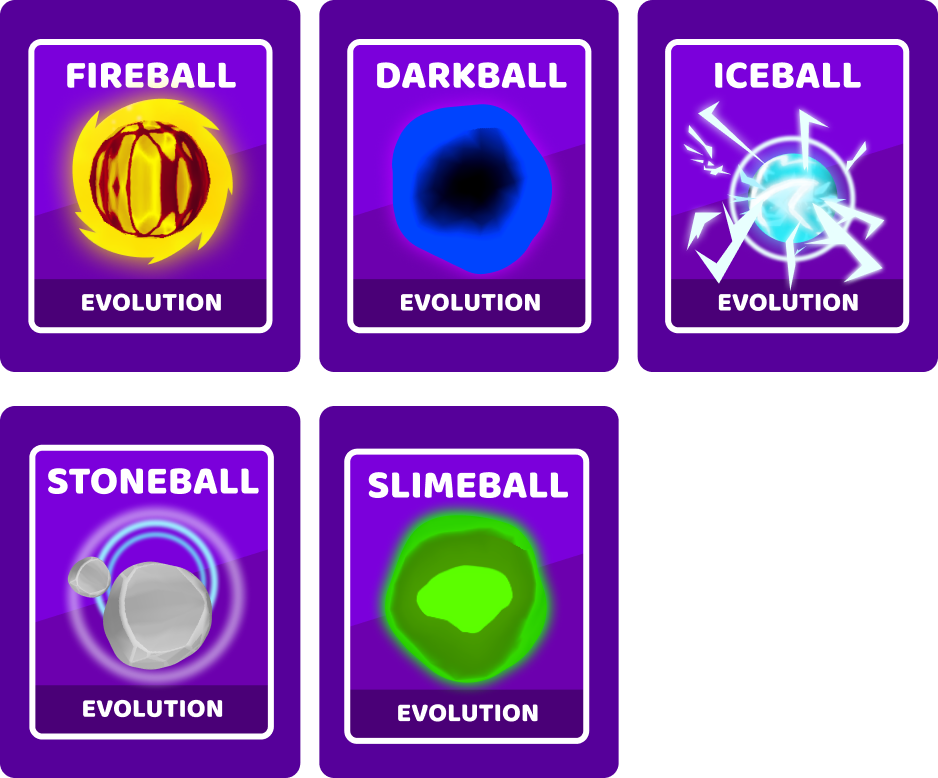 FIREBALL
EVOLUTION
DARKBALL
EVOLUTION
ICEBALL
EVOLUTION
STONEBALL
EVOLUTION
SLIMEBALL
EVOLUTION